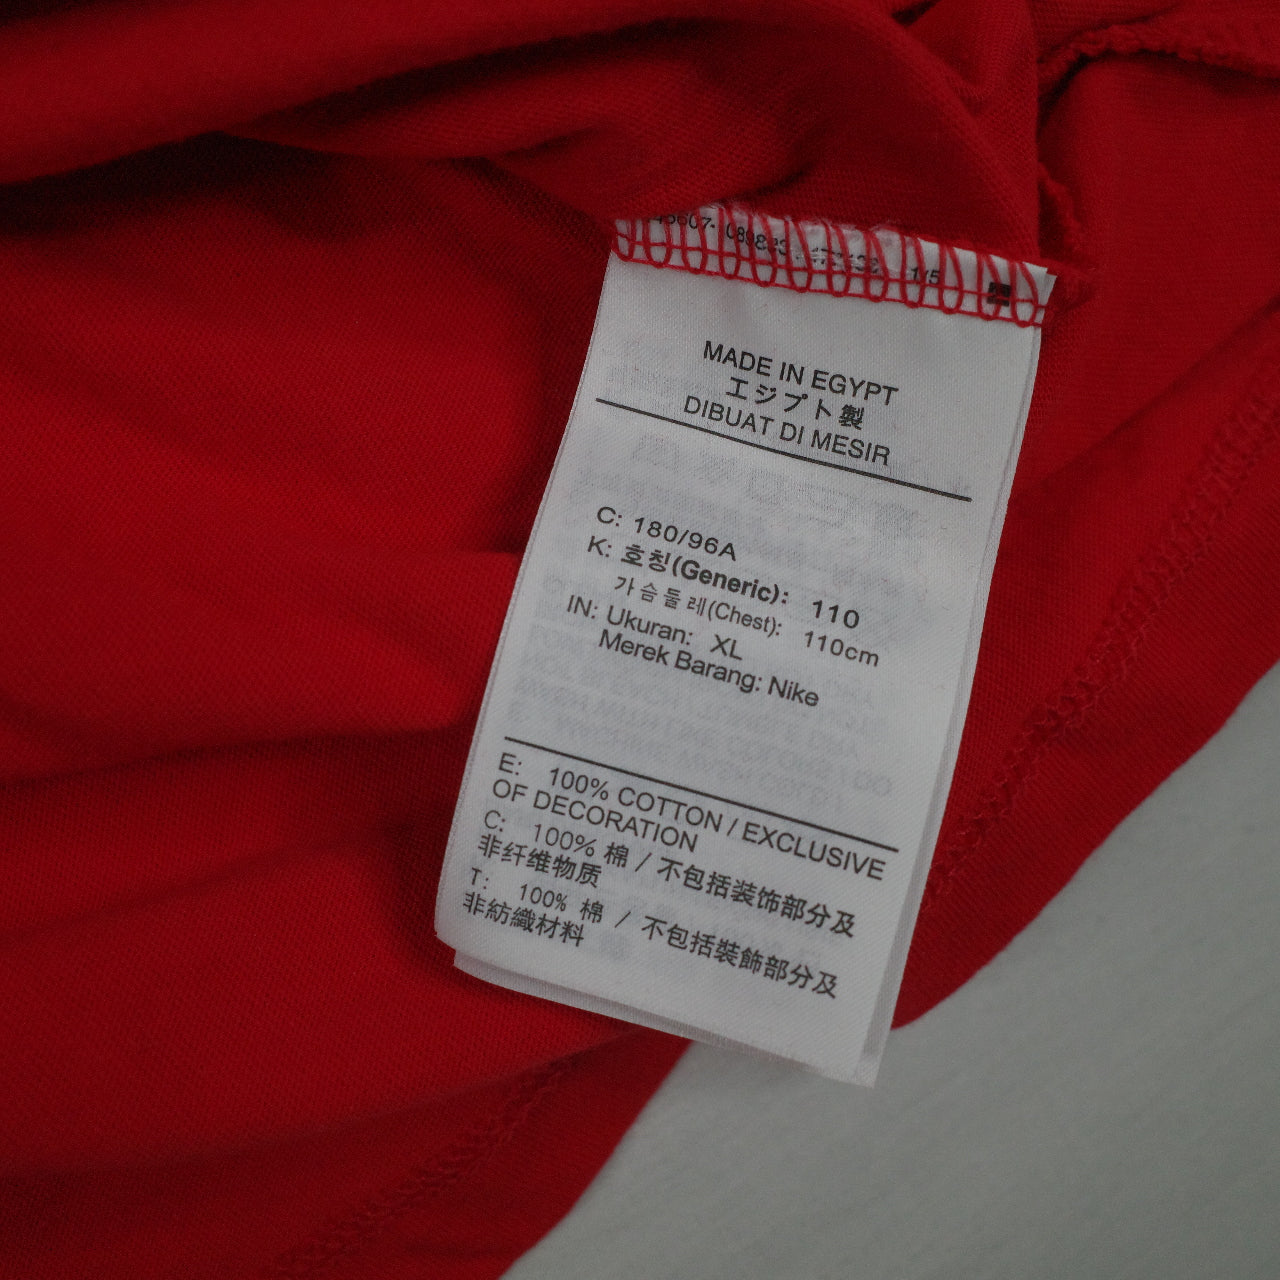 MADE IN EGYPT
エジプト製
DIBUAT DI MESIR
C: 180/96A
K: 호칭(Generic): 110
가슴둘레(Chest): 110cm
IN: Ukuran: XL
Merek Barang: Nike
E: 100% COTTON / EXCLUSIVE
OF DECORATION
C: 100% 棉 / 不包括装饰部分及
非纤维物质
T: 100% 棉 / 不包括裝飾部分及
非紡織材料